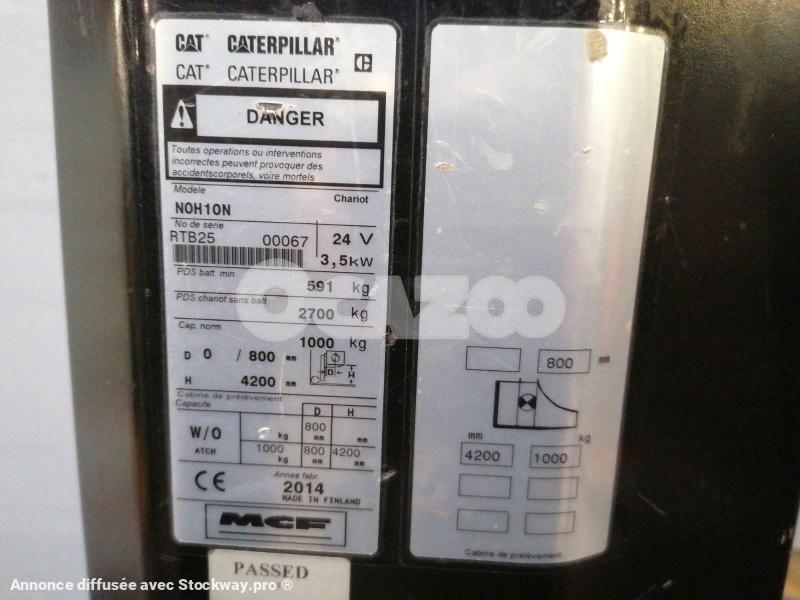 CAT® CATERPILLAR®
CAT® CATERPILLAR®
DANGER
Toutes operations ou interventions
incorrectes peuvent provoquer des
accidentscorporels, voire mortels
Modele
Chariot
NOH10N
No de serie
RTB25 00067
24 V
3,5kW
PDS batt. min
591 kg
PDS chariot sans batt
2700 kg
Cap. norm
1000 kg
D 0 / 800 mm
H 4200 mm
D H
Cabine de prélèvement
Capacite
D H
W/O
ATCH
kg 800 mm mm
1000 kg 800 mm 4200 mm
CE
Annee fabr
2014
MADE IN FINLAND
MCF
PASSED
800 mm
mm kg
4200 1000
Cabine de prélèvement
OCAZOO
Annonce diffusée avec Stockway.pro ®